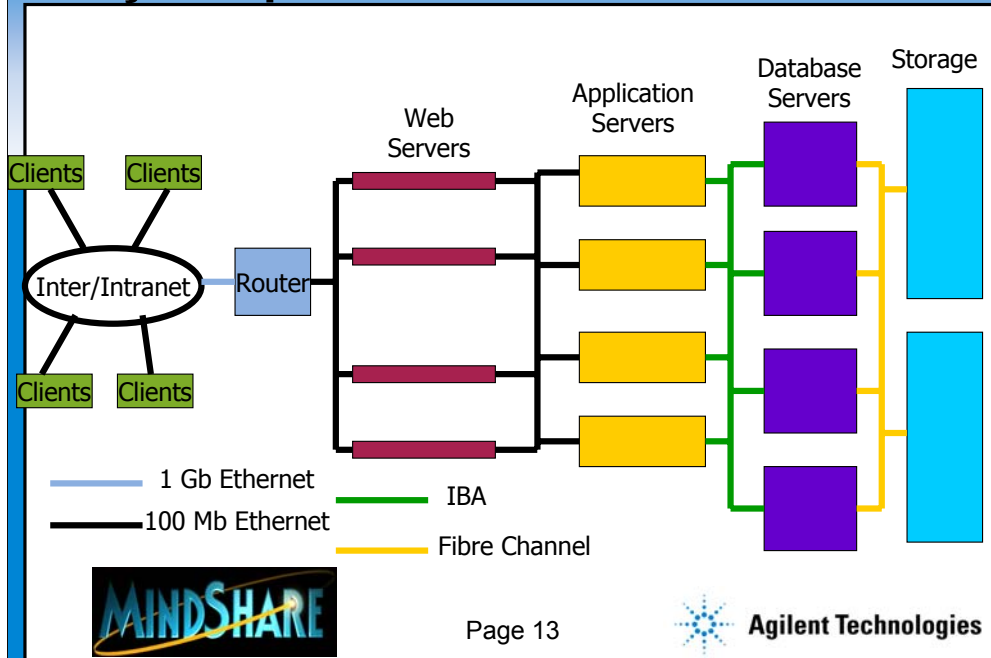 Storage
Database
Servers
Application
Servers
Web
Servers
Clients
Clients
Inter/Intranet
Router
Clients
Clients
1 Gb Ethernet
100 Mb Ethernet
IBA
Fibre Channel
MINDSHARE
Page 13
Agilent Technologies